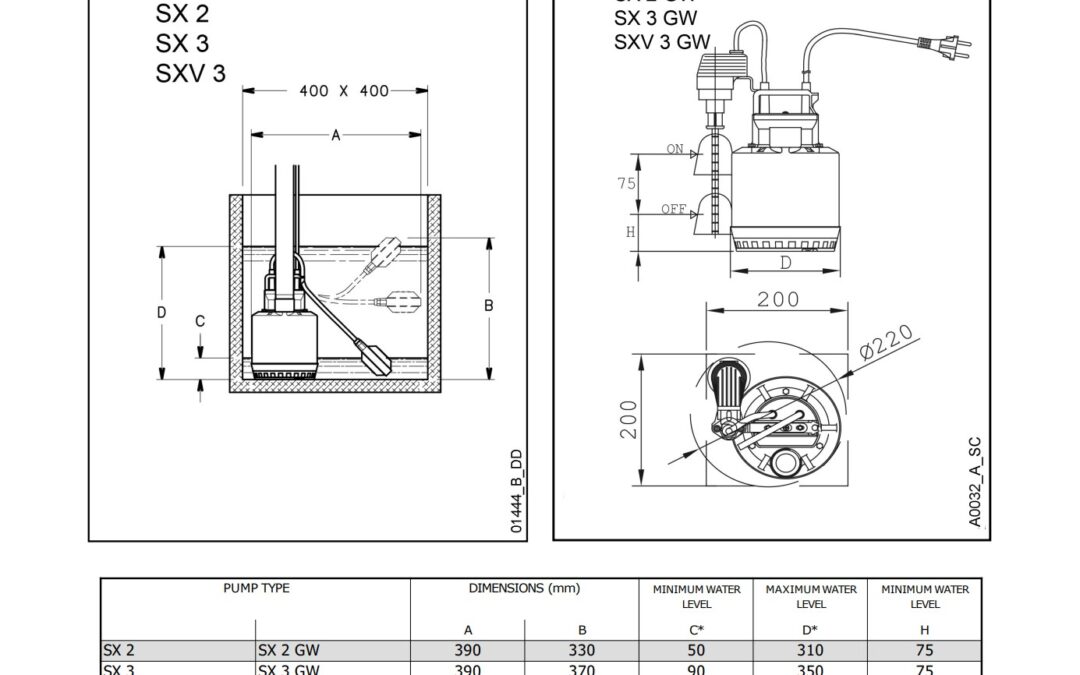 SX 2
SX 3
SXV 3
400 X 400
A
D
C
B
01444_B_DD
SX 3 GW
SXV 3 GW
ON
75
OFF
H
D
200
Ø220
200
A0032_A_SC
PUMP TYPE DIMENSIONS (mm) MINIMUM WATER MAXIMUM WATER MINIMUM WATER
LEVEL LEVEL LEVEL
A B C* D* H
SX 2 SX 2 GW 390 330 50 310 75
SX 3 SX 3 GW 390 370 90 350 75